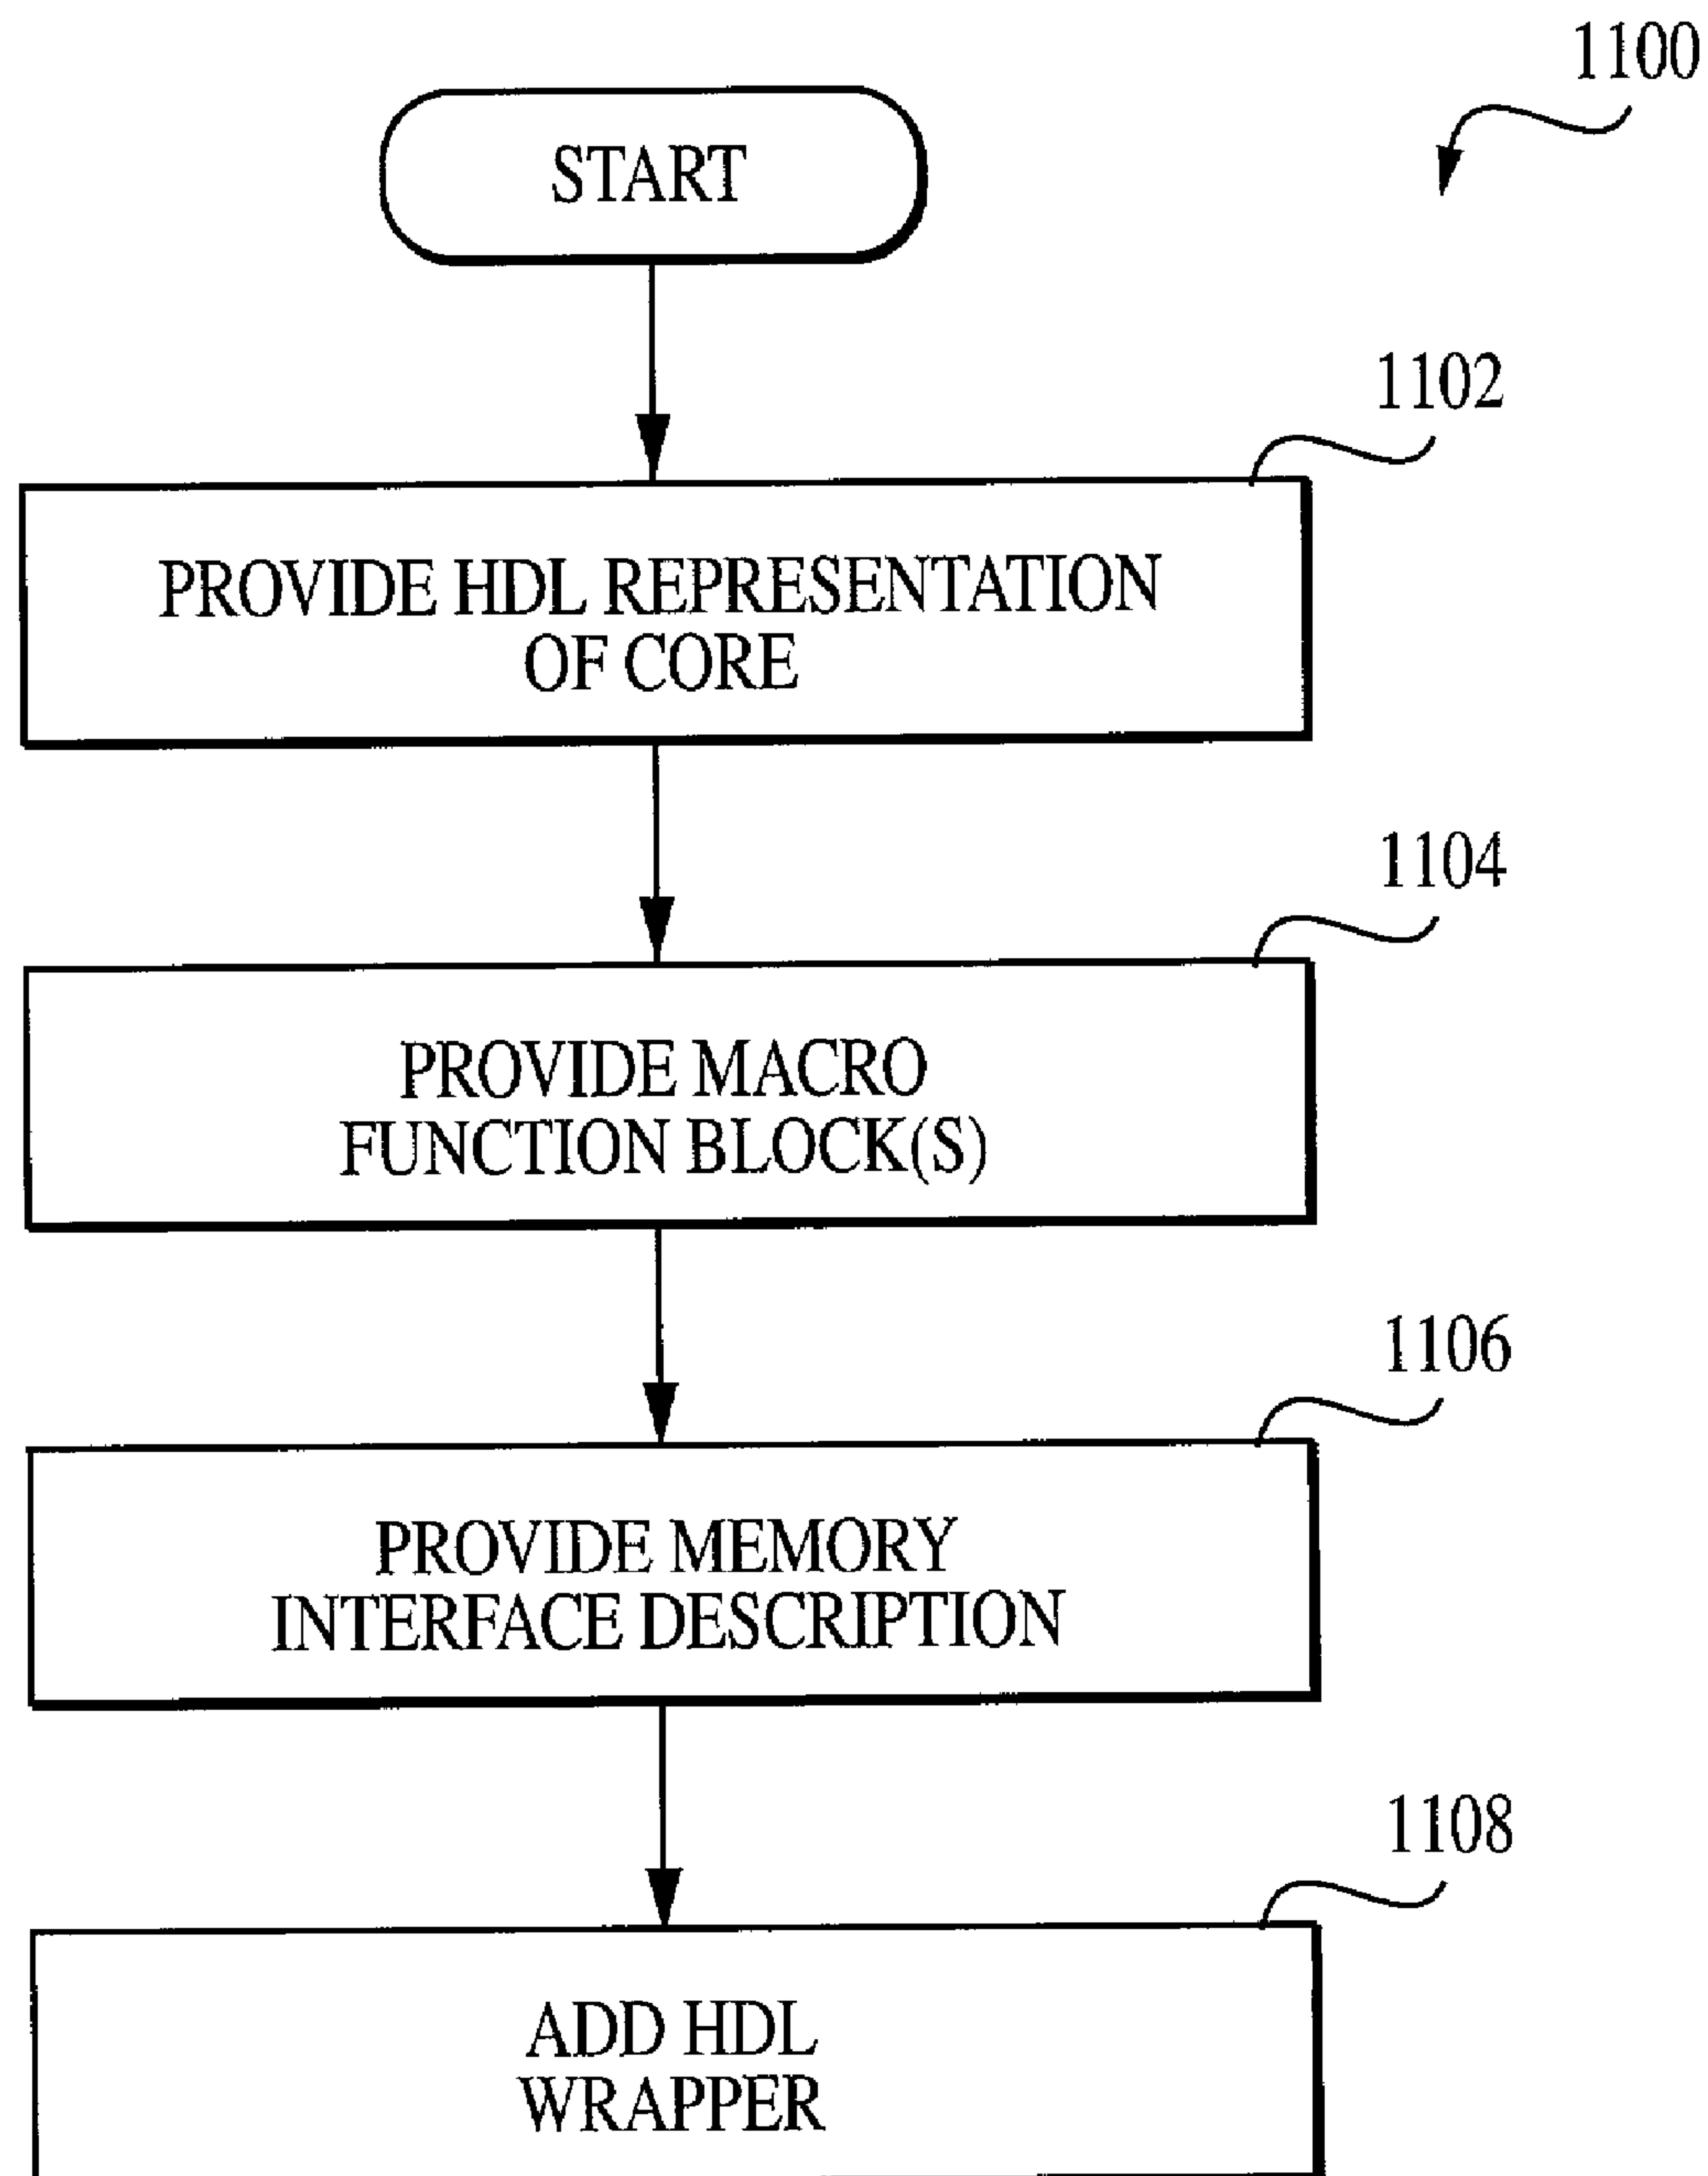 1100
START
1102
PROVIDE HDL REPRESENTATION
OF CORE
1104
PROVIDE MACRO
FUNCTION BLOCK(S)
1106
PROVIDE MEMORY
INTERFACE DESCRIPTION
1108
ADD HDL
WRAPPER